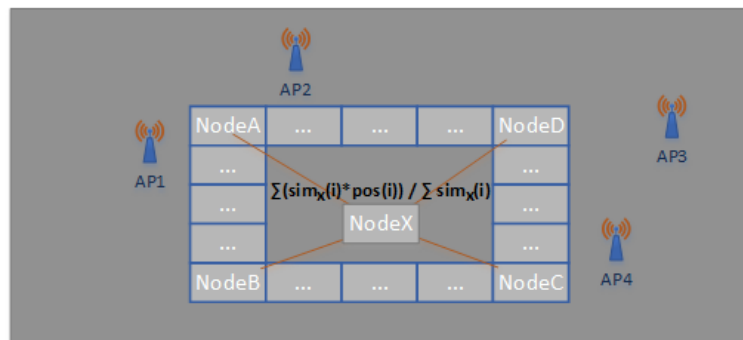 AP2
NodeA ... ... ... NodeD
AP3
AP1
... ...
∑(simₓ(i)*pos(i)) / ∑ simₓ(i)
... ...
NodeX
... ...
AP4
NodeB ... ... ... NodeC